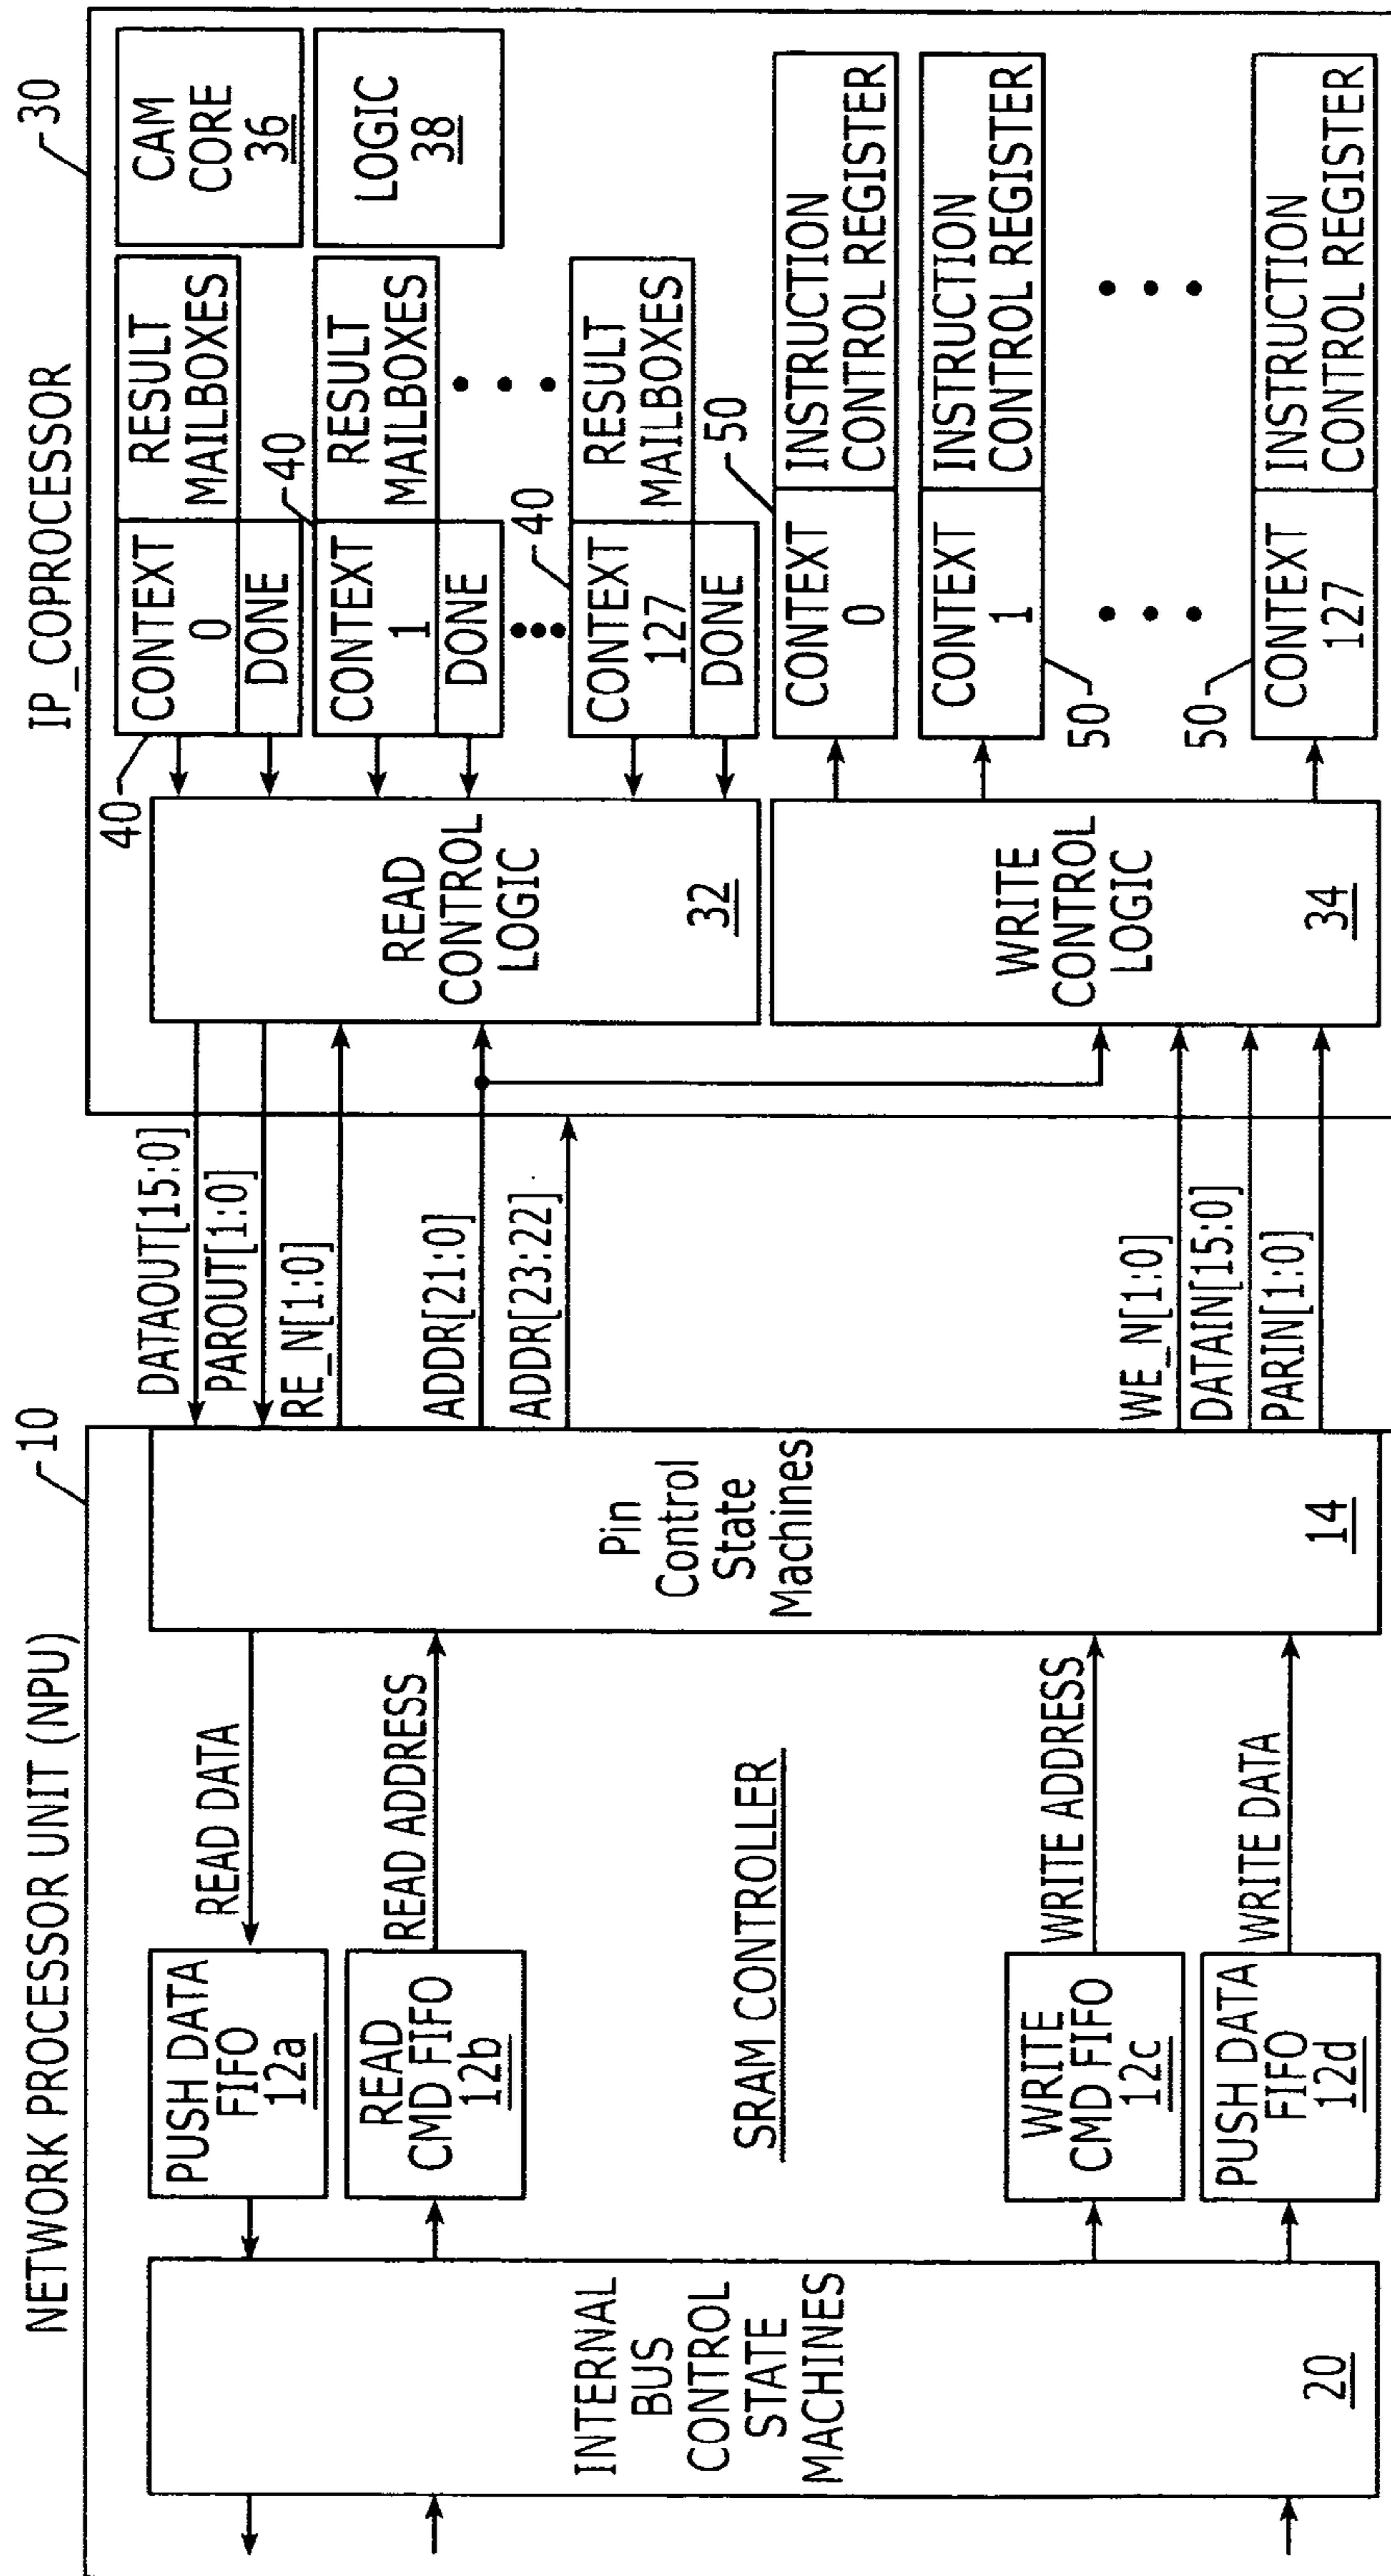 NETWORK PROCESSOR UNIT (NPU)
10
INTERNAL
BUS
CONTROL
STATE
MACHINES
20
PUSH DATA
FIFO
12a
READ
CMD FIFO
12b
SRAM CONTROLLER
WRITE
CMD FIFO
12c
PUSH DATA
FIFO
12d
READ DATA
READ ADDRESS
WRITE ADDRESS
WRITE DATA
Pin
Control
State
Machines
14
DATAOUT[15:0]
PAROUT[1:0]
RE_N[1:0]
ADDR[21:0]
ADDR[23:22]
WE_N[1:0]
DATAIN[15:0]
PARIN[1:0]
IP_COPROCESSOR
30
READ
CONTROL
LOGIC
32
WRITE
CONTROL
LOGIC
34
40
CONTEXT
0
RESULT
MAILBOXES
DONE
40
CONTEXT
1
RESULT
MAILBOXES
DONE
40
CONTEXT
127
RESULT
MAILBOXES
DONE
CAM
CORE
36
LOGIC
38
50
CONTEXT
0
INSTRUCTION
CONTROL REGISTER
CONTEXT
1
INSTRUCTION
CONTROL REGISTER
50
50
CONTEXT
127
INSTRUCTION
CONTROL REGISTER